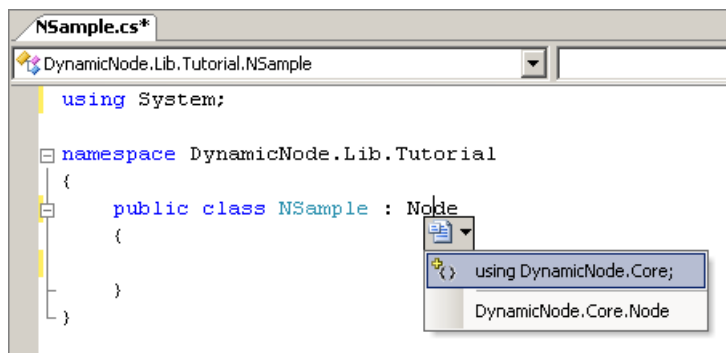 NSample.cs*
DynamicNode.Lib.Tutorial.NSample
using System;
namespace DynamicNode.Lib.Tutorial
{
public class NSample : Node
{
using DynamicNode.Core;
}
DynamicNode.Core.Node
}